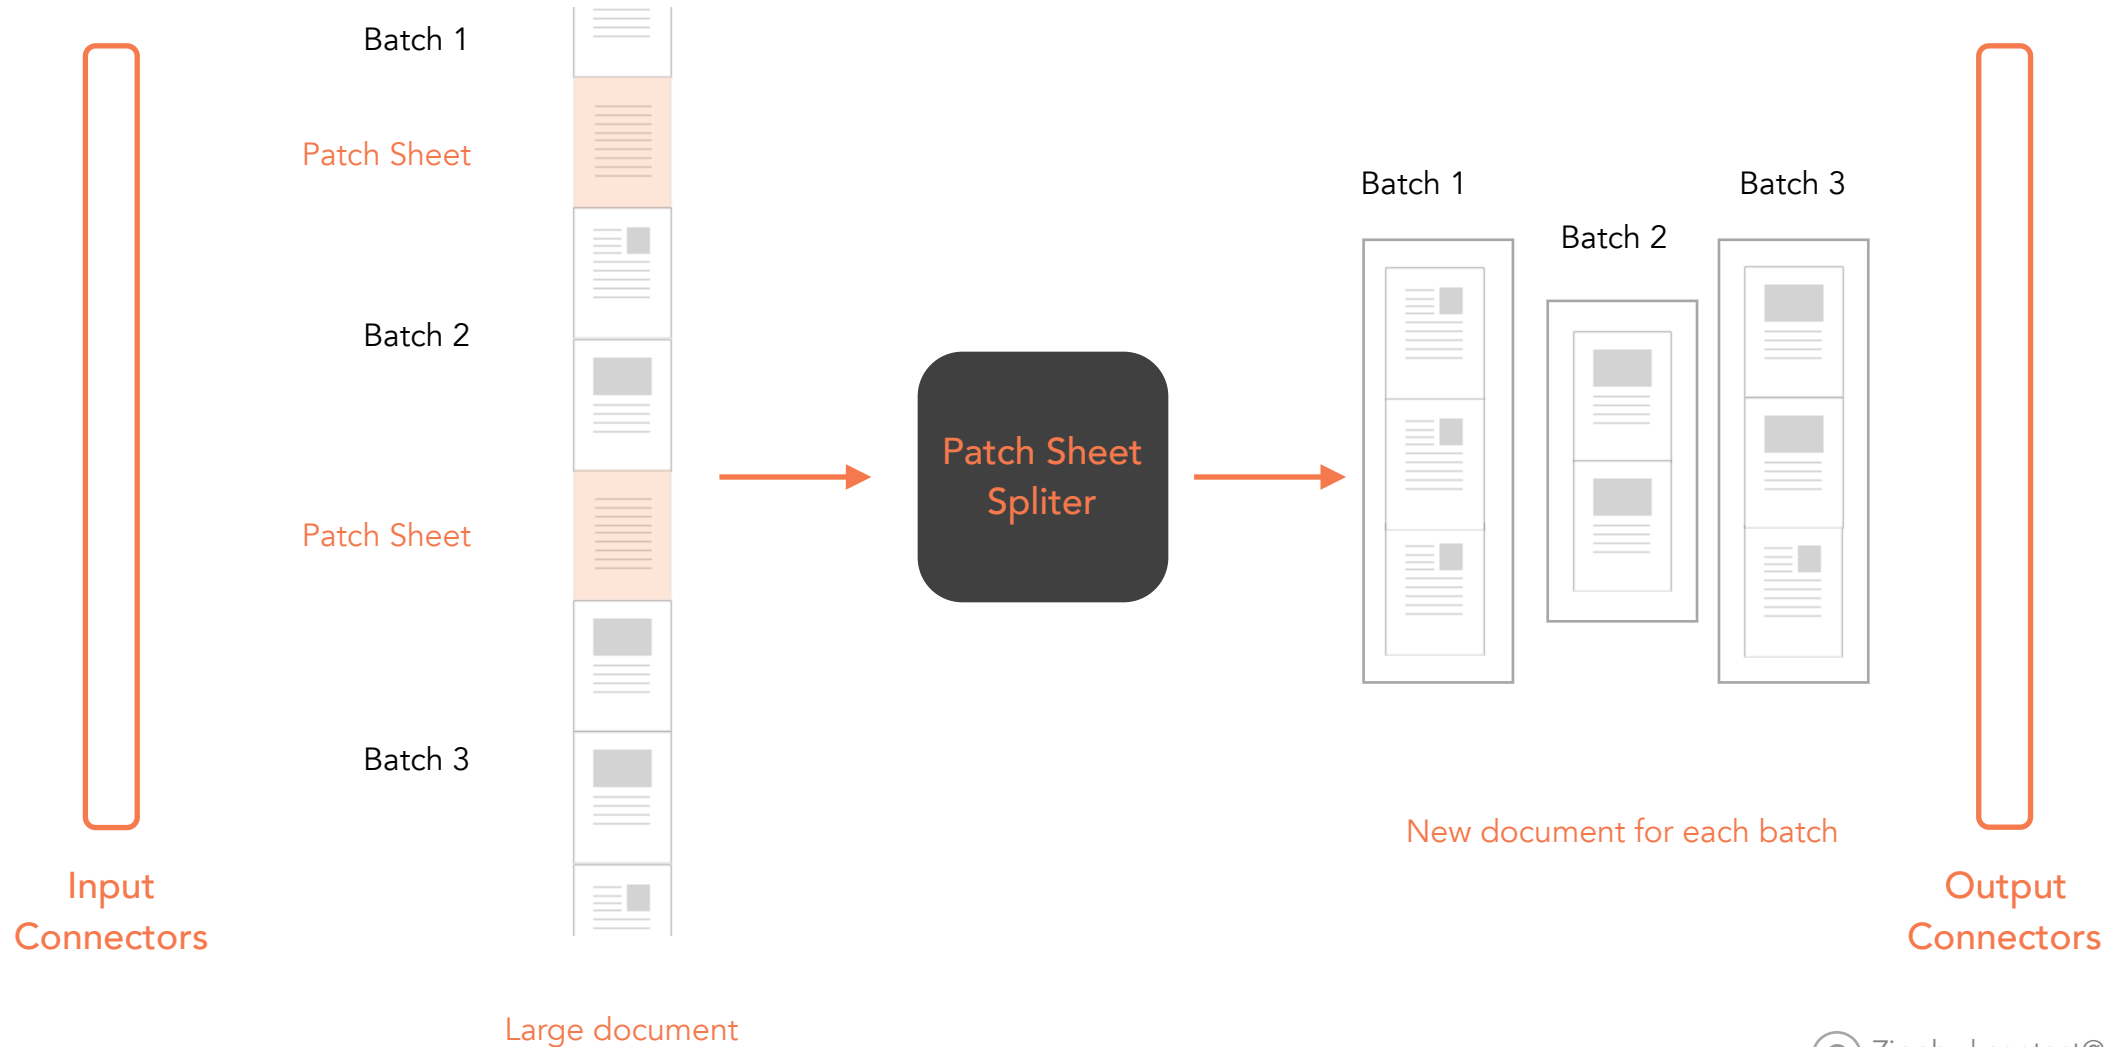 Batch 1
Patch Sheet
Batch 2
Patch Sheet
Batch 3
Input
Connectors
Large document
Patch Sheet
Spliter
Batch 1
Batch 2
Batch 3
New document for each batch
Output
Connectors